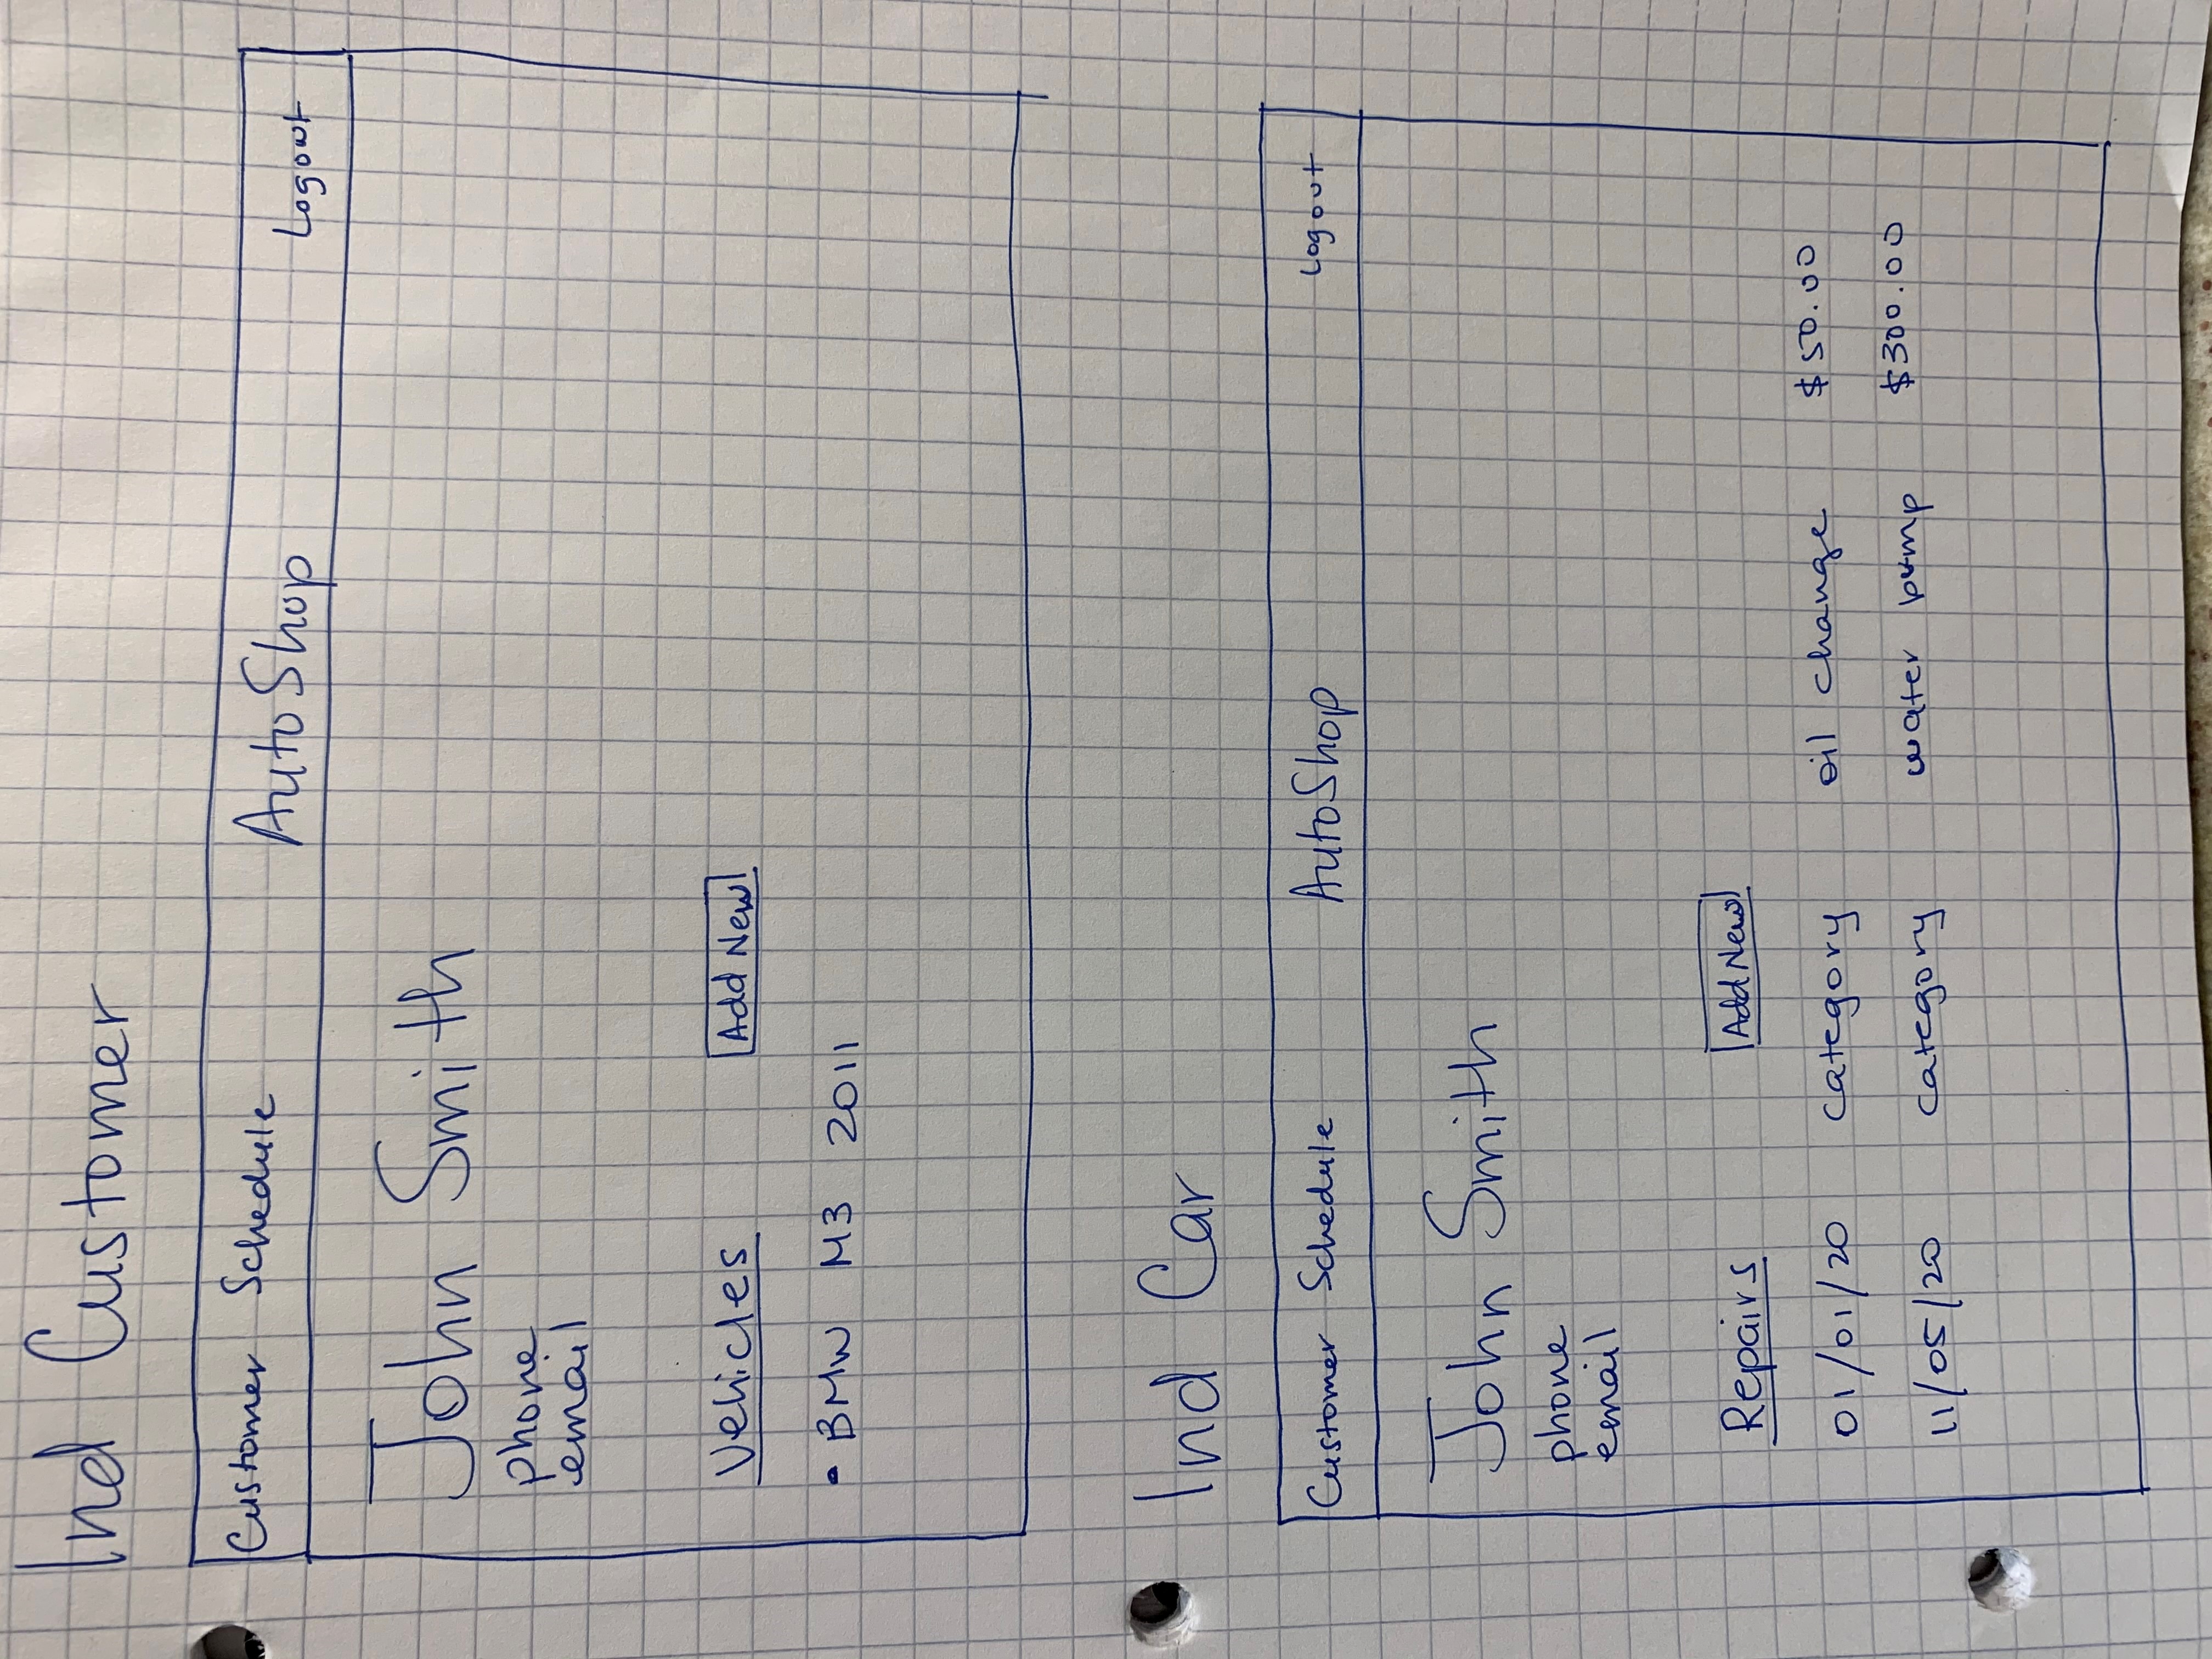 Ind Customer
Customer Schedule AutoShop Logout
John Smith
phone
email
Vehicles Add New
• BMW M3 2011
Ind Car
Customer Schedule AutoShop Logout
John Smith
phone
email
Repairs Add New
01/01/20 category oil change $50.00
11/05/20 category water pump $300.00